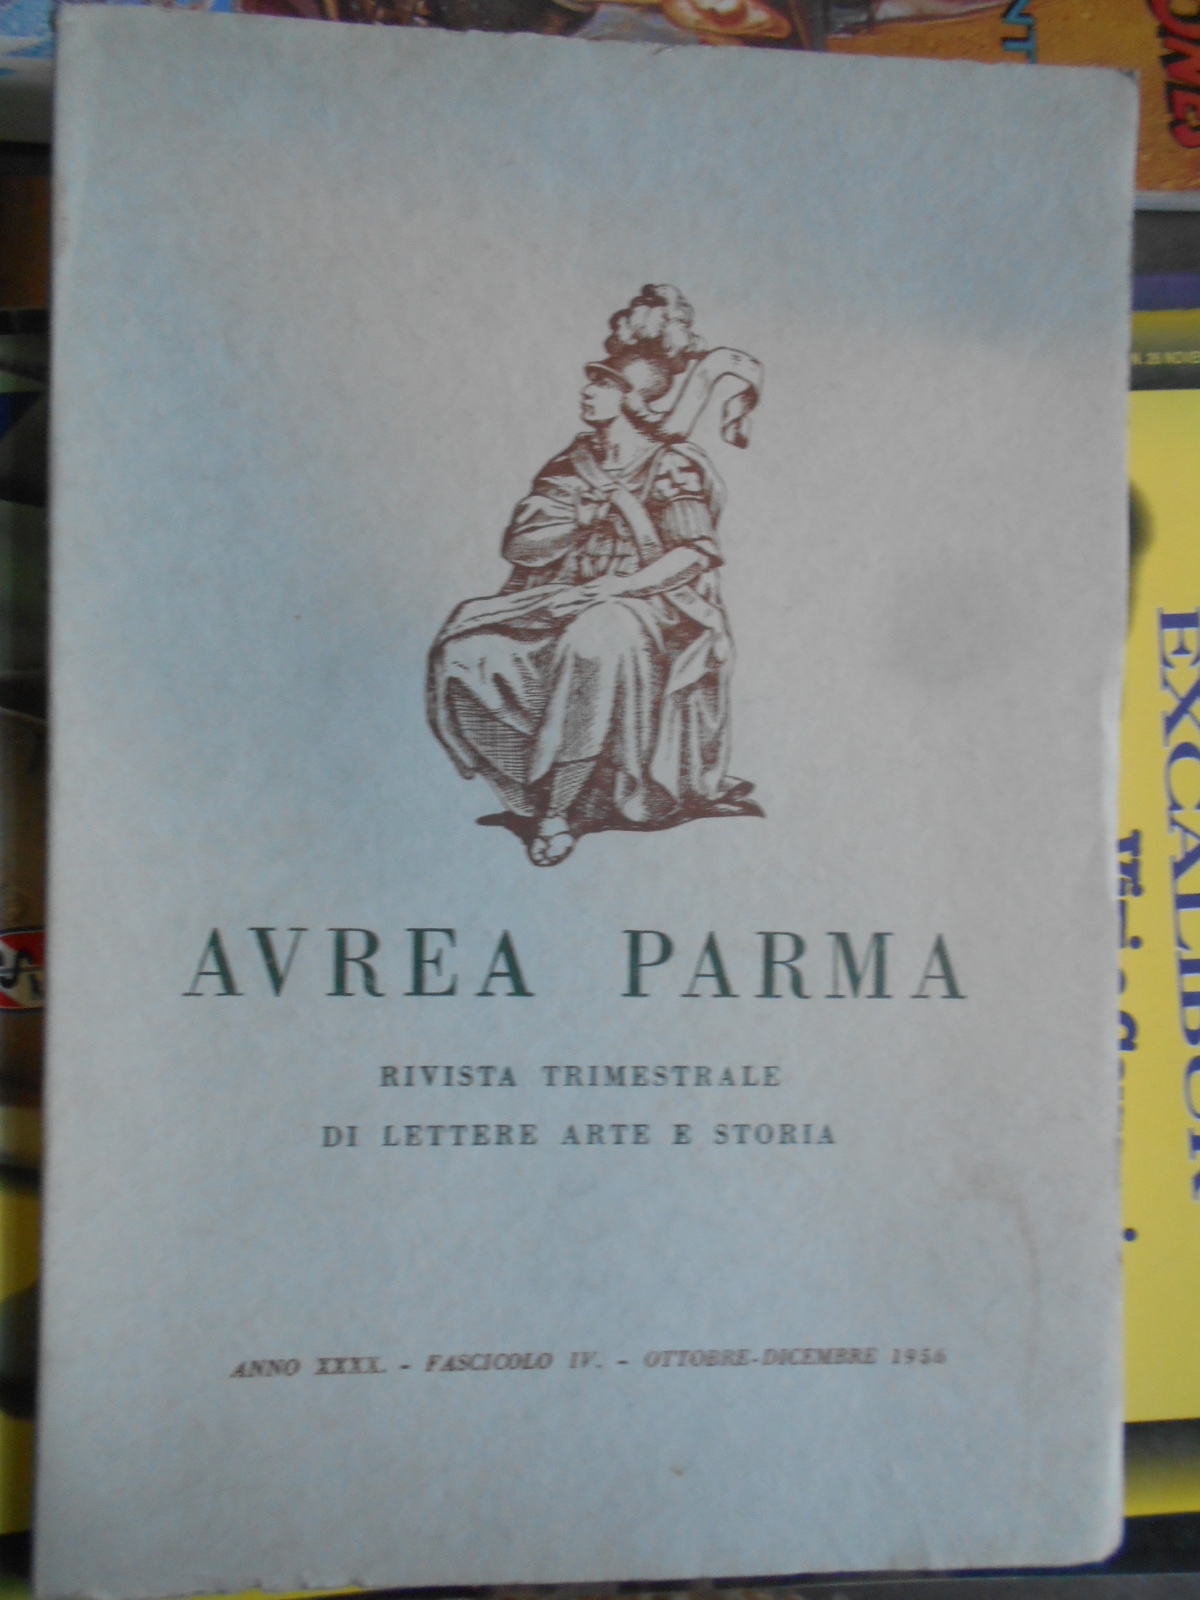 AVREA PARMA
RIVISTA TRIMESTRALE
DI LETTERE ARTE E STORIA
ANNO XXXX. - FASCICOLO IV. - OTTOBRE-DICEMBRE 1956
EXCALIBUR